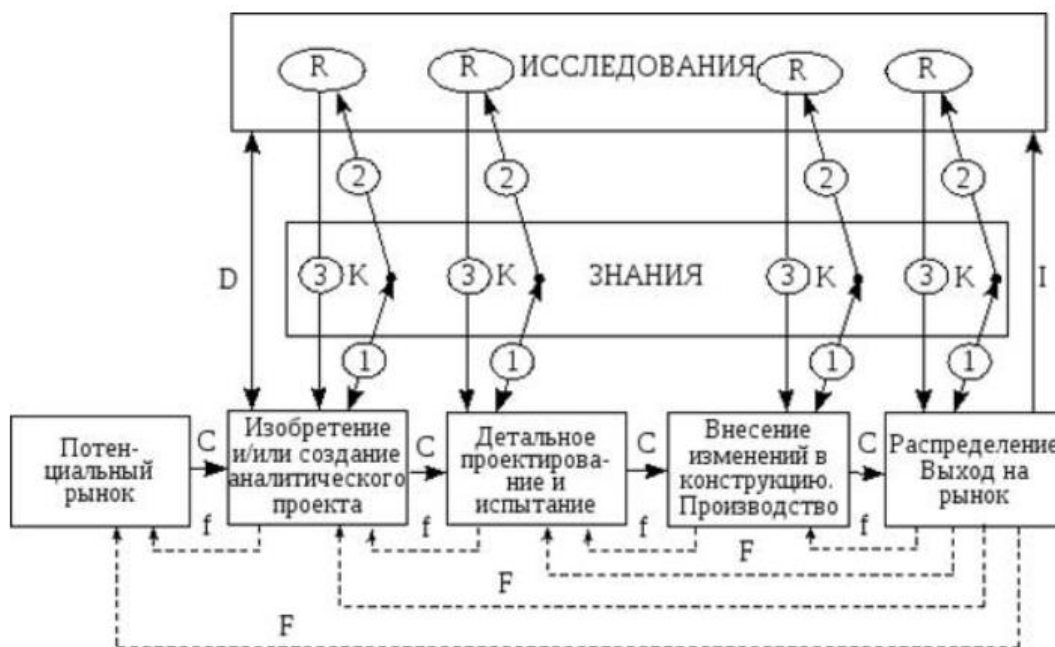 R R ИССЛЕДОВАНИЯ R R
2 2 2 2
D 3 K 3 K ЗНАНИЯ 3 K 3 K I
1 1 1 1
Потен-
циальный
рынок
C
Изобретение
и/или создание
аналитического
проекта
C
Детальное
проектирова-
ние и
испытание
C
Внесение
изменений в
конструкцию.
Производство
C
Распределение
Выход на
рынок
f f f f
F
F
F